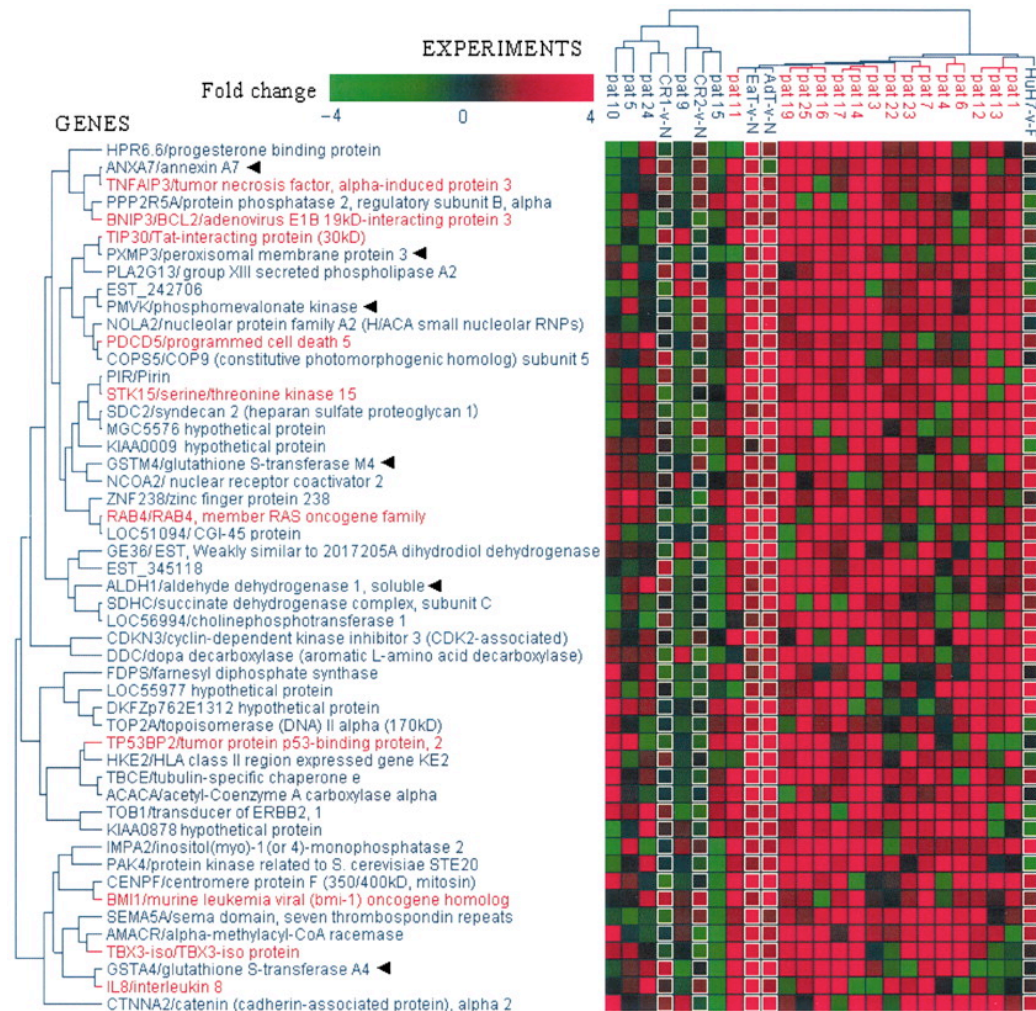 EXPERIMENTS
Fold change
-4
0
4
GENES
pat 10
pat 5
pat 24
CR1-v-N
pat 9
CR2-v-N
pat 15
pat 11
EaT-v-N
AdT-v-N
pat 19
pat 25
pat 16
pat 17
pat 14
pat 3
pat 22
pat 23
pat 7
pat 4
pat 6
pat 12
pat 13
pat 1
HuH7-v-F
HPR6.6/progesterone binding protein
ANXA7/annexin A7
TNFAIP3/tumor necrosis factor, alpha-induced protein 3
PPP2R5A/protein phosphatase 2, regulatory subunit B, alpha
BNIP3/BCL2/adenovirus E1B 19kD-interacting protein 3
TIP30/Tat-interacting protein (30kD)
PXMP3/peroxisomal membrane protein 3
PLA2G13/group XIII secreted phospholipase A2
EST_242706
PMVK/phosphomevalonate kinase
NOLA2/nucleolar protein family A2 (H/ACA small nucleolar RNPs)
PDCD5/programmed cell death 5
COPS5/COP9 (constitutive photomorphogenic homolog) subunit 5
PIR/Pirin
STK15/serine/threonine kinase 15
SDC2/syndecan 2 (heparan sulfate proteoglycan 1)
MGC5576 hypothetical protein
KIAA0009 hypothetical protein
GSTM4/glutathione S-transferase M4
NCOA2/ nuclear receptor coactivator 2
ZNF238/zinc finger protein 238
RAB4/RAB4, member RAS oncogene family
LOC51094/ CGI-45 protein
GE36/ EST, Weakly similar to 2017205A dihydrodiol dehydrogenase
EST_345118
ALDH1/aldehyde dehydrogenase 1, soluble
SDHC/succinate dehydrogenase complex, subunit C
LOC56994/cholinephosphotransferase 1
CDKN3/cyclin-dependent kinase inhibitor 3 (CDK2-associated)
DDC/dopa decarboxylase (aromatic L-amino acid decarboxylase)
FDPS/farnesyl diphosphate synthase
LOC55977 hypothetical protein
DKFZp762E1312 hypothetical protein
TOP2A/topoisomerase (DNA) II alpha (170kD)
TP53BP2/tumor protein p53-binding protein, 2
HKE2/HLA class II region expressed gene KE2
TBCE/tubulin-specific chaperone e
ACACA/acetyl-Coenzyme A carboxylase alpha
TOB1/transducer of ERBB2, 1
KIAA0878 hypothetical protein
IMPA2/inositol(myo)-1(or 4)-monophosphatase 2
PAK4/protein kinase related to S. cerevisiae STE20
CENPF/centromere protein F (350/400kD, mitosin)
BMI1/murine leukemia viral (bmi-1) oncogene homolog
SEMA5A/sema domain, seven thrombospondin repeats
AMACR/alpha-methylacyl-CoA racemase
TBX3-iso/TBX3-iso protein
GSTA4/glutathione S-transferase A4
IL8/interleukin 8
CTNNA2/catenin (cadherin-associated protein), alpha 2